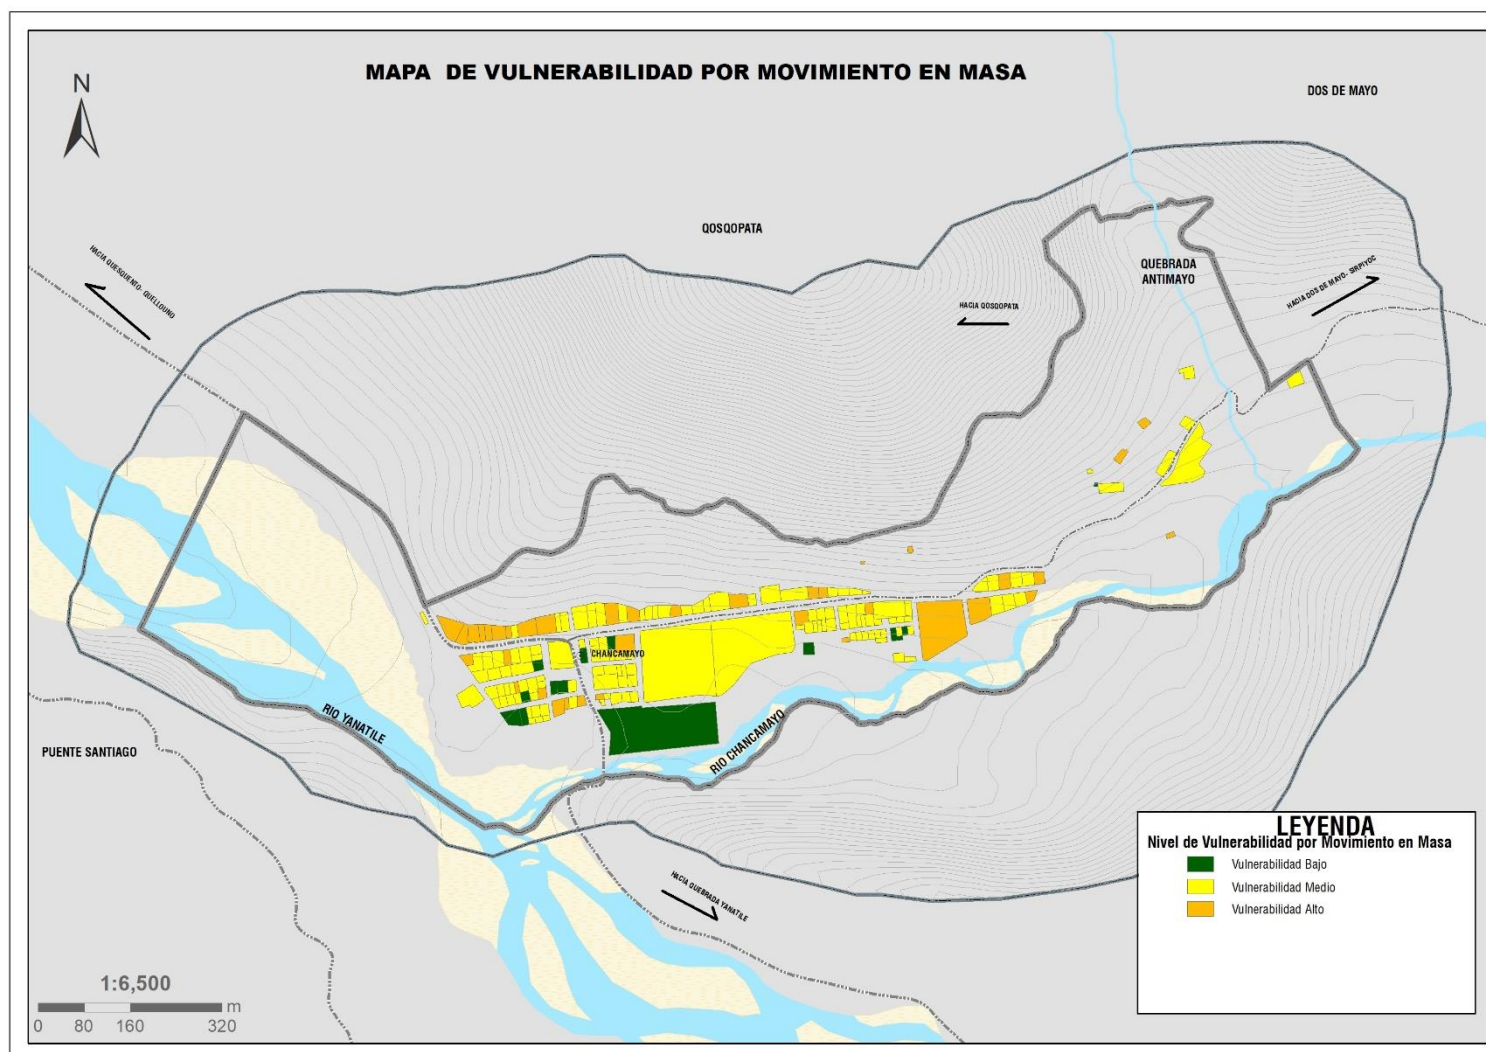 MAPA DE VULNERABILIDAD POR MOVIMIENTO EN MASA
N
DOS DE MAYO
QOSQOPATA
HACIA QUESQUENTO- QUELLOUNO
QUEBRADA
ANTIMAYO
HACIA DOS DE MAYO- SIRPIYOC
HACIA QOSQOPATA
CHANCAMAYO
RIO YANATILE
RIO CHANCAMAYO
PUENTE SANTIAGO
HACIA QUEBRADA YANATILE
LEYENDA
Nivel de Vulnerabilidad por Movimiento en Masa
Vulnerabilidad Bajo
Vulnerabilidad Medio
Vulnerabilidad Alto
1:6,500
m
0 80 160 320